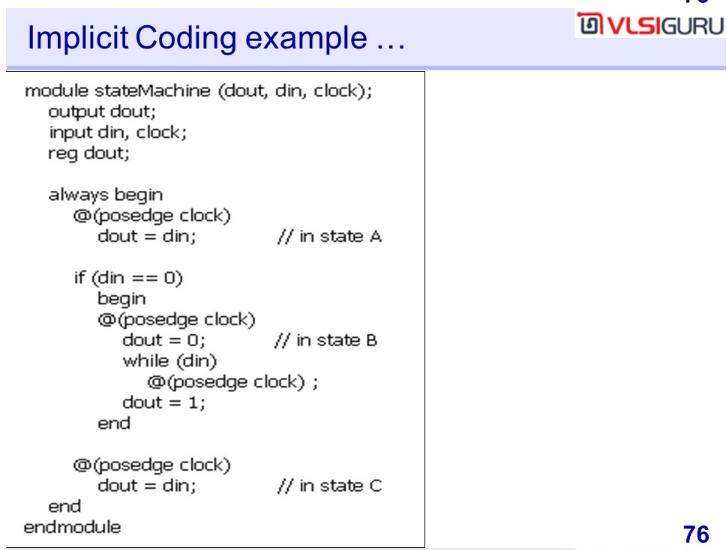 Implicit Coding example …
VLSIGURU
module stateMachine (dout, din, clock);
output dout;
input din, clock;
reg dout;
always begin
@(posedge clock)
dout = din; // in state A
if (din == 0)
begin
@(posedge clock)
dout = 0; // in state B
while (din)
@(posedge clock) ;
dout = 1;
end
@(posedge clock)
dout = din; // in state C
end
endmodule
76